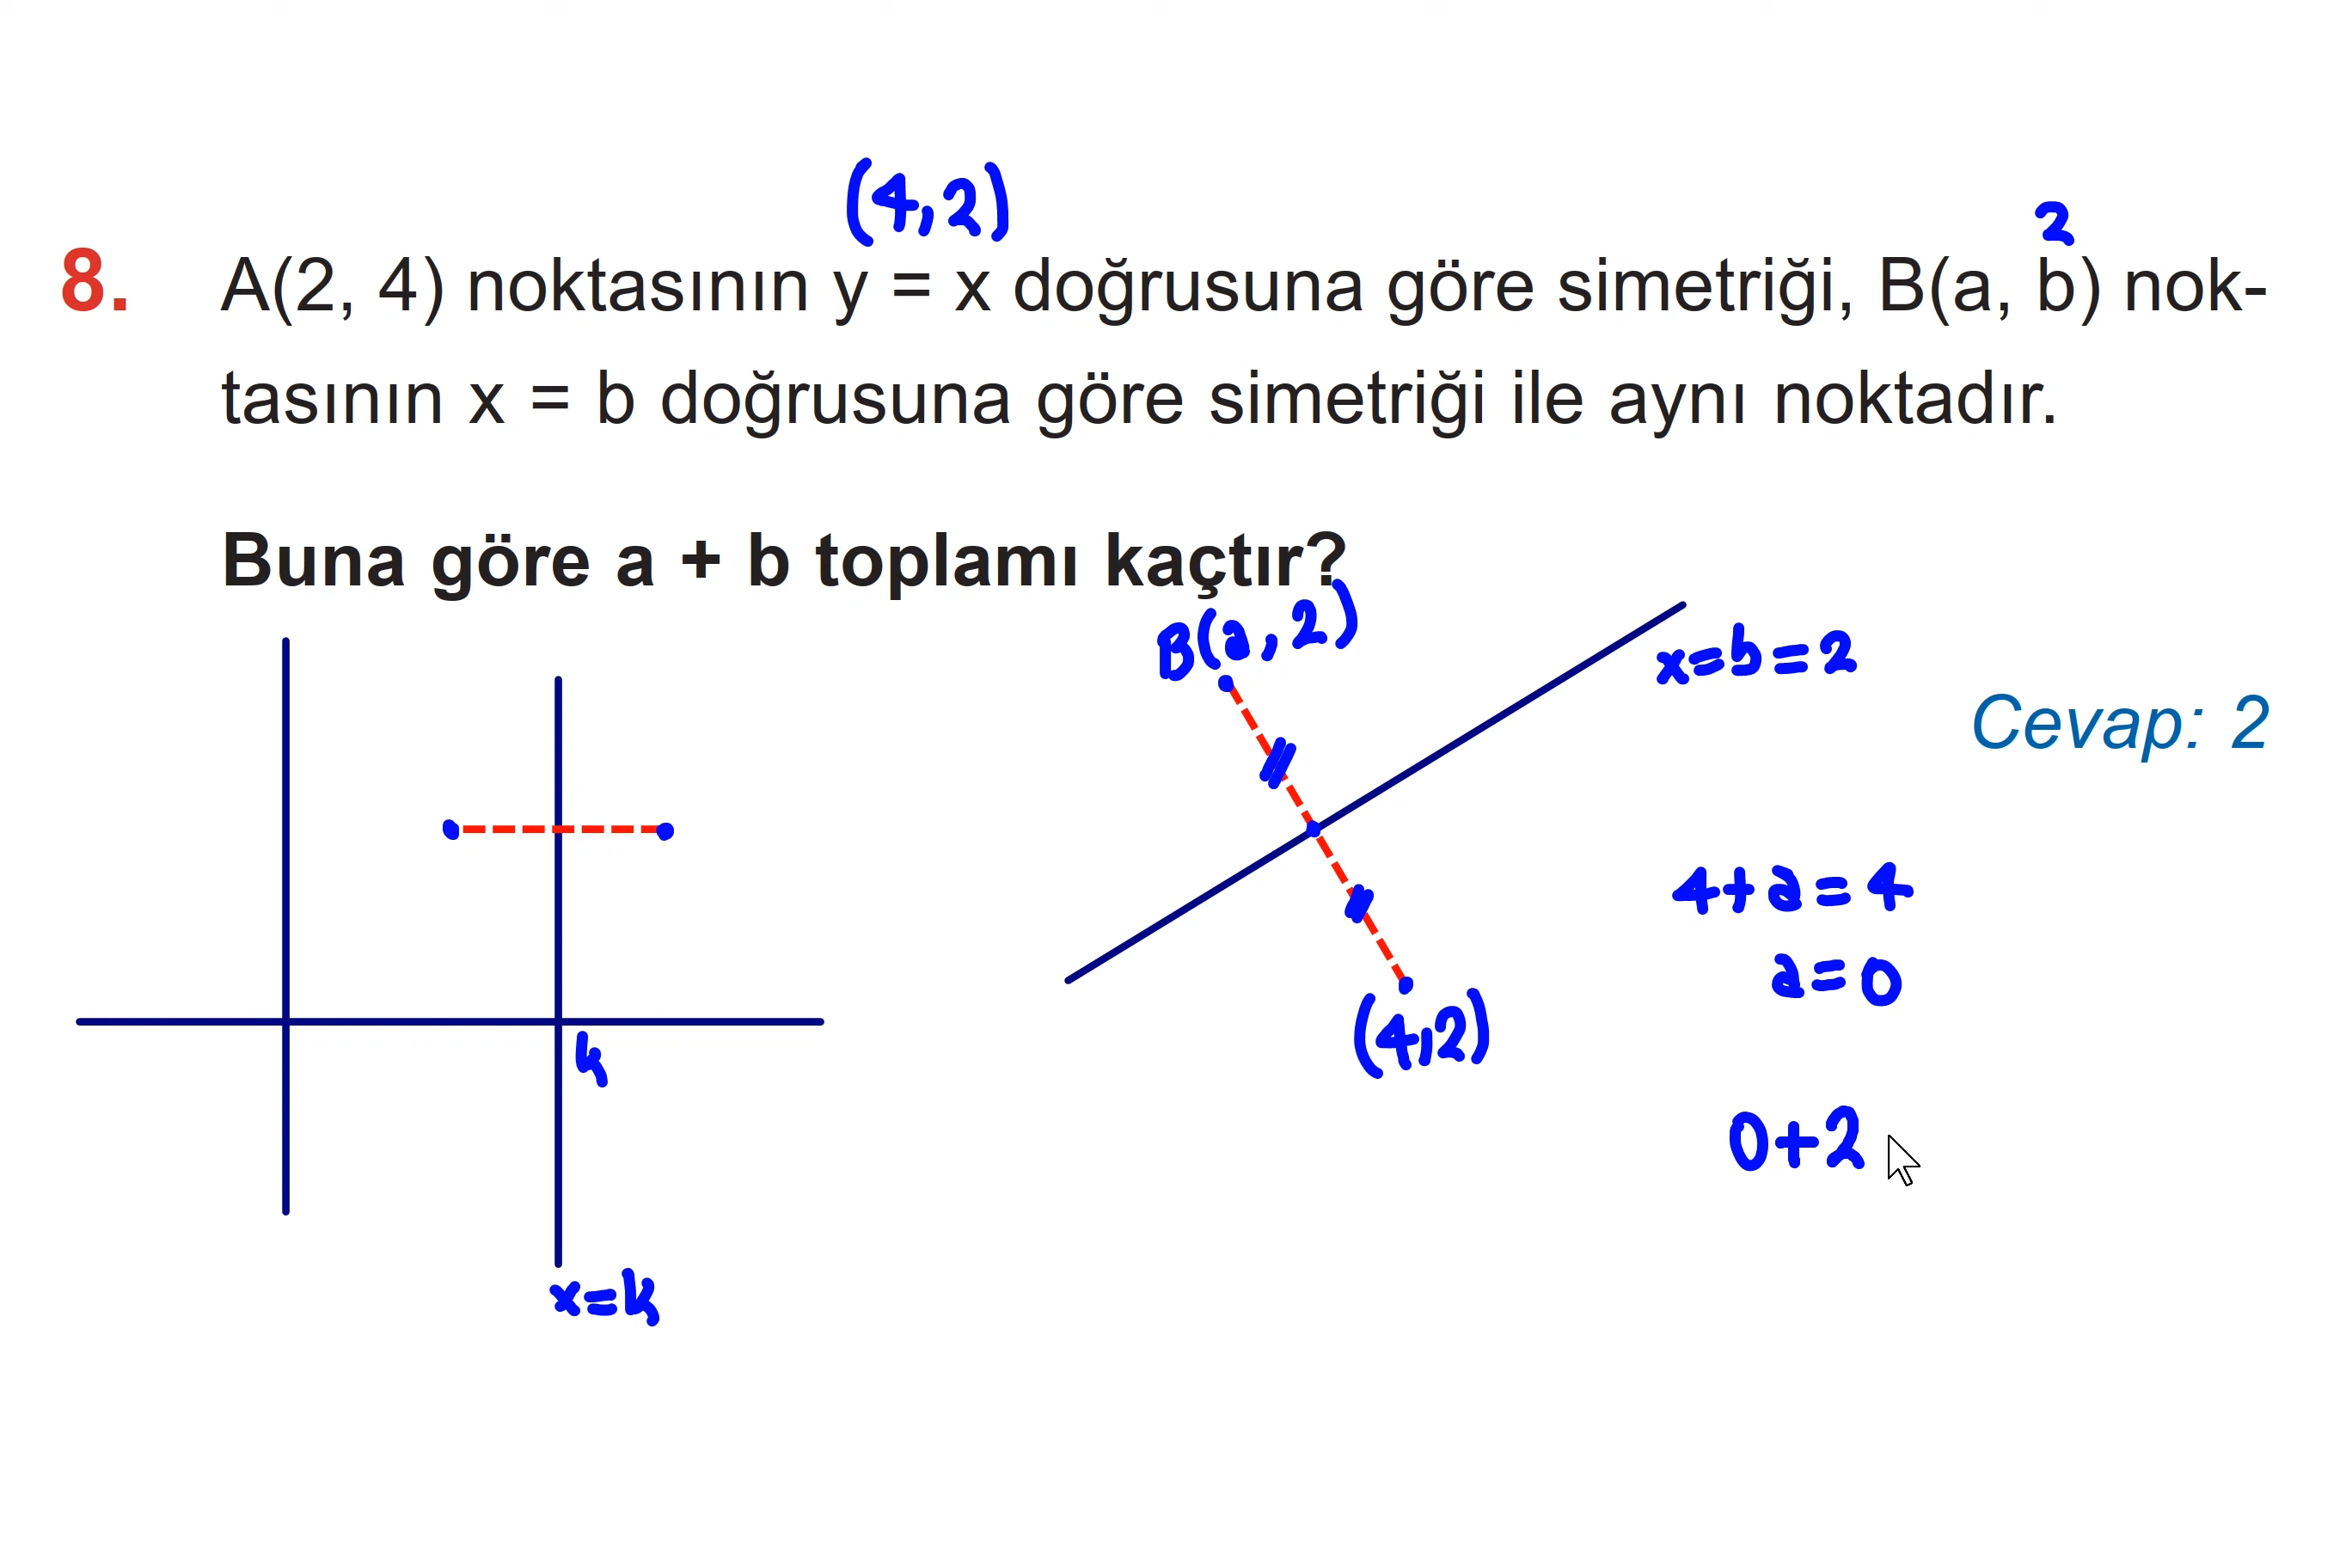 (4,2)
2
8. A(2, 4) noktasının y = x doğrusuna göre simetriği, B(a, b) nok-
tasının x = b doğrusuna göre simetriği ile aynı noktadır.
Buna göre a + b toplamı kaçtır?
B(a, 2)
x=b=2
Cevap: 2
4+a=4
a=0
(4,2)
k
0+2
x=k